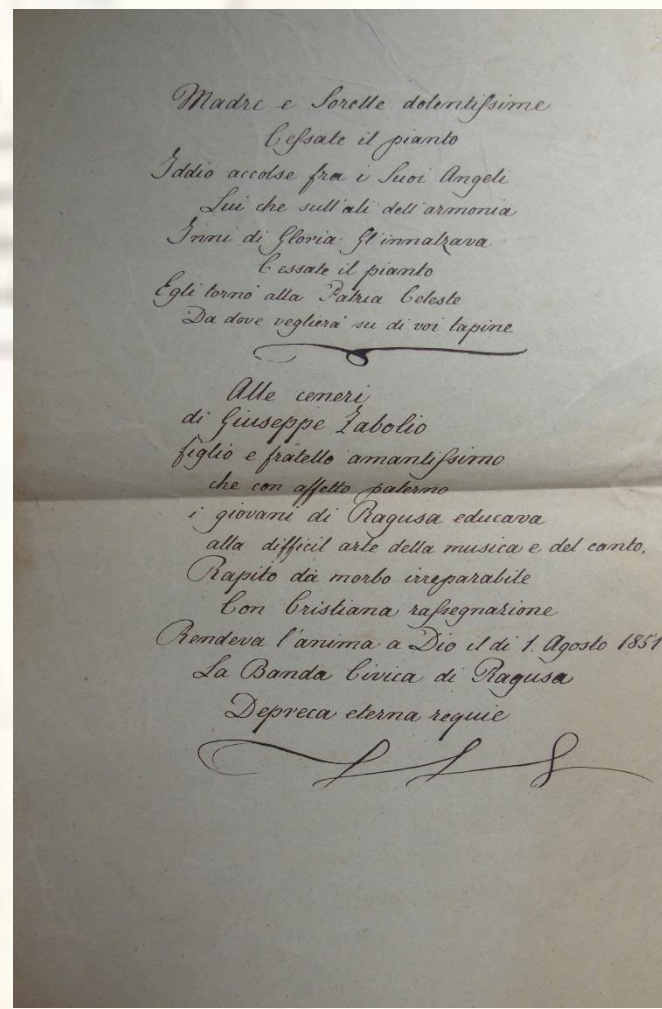 Madre e Sorelle dolentissime
Cessate il pianto
Iddio accolse fra i Suoi Angeli
Lui che sull'ali dell'armonia
Inni di Gloria Gl'innalzava
Cessate il pianto
Egli tornò alla Patria Celeste
Da dove veglierà su di voi tapine
Alle ceneri
di Giuseppe Zabolio
figlio e fratello amantissimo
che con affetto paterno
i giovani di Ragusa educava
alla difficil arte della musica e del canto.
Rapito da morbo irreparabile
Con Cristiana rassegnazione
Rendeva l'anima a Dio il dì 1. Agosto 1851
La Banda Civica di Ragusa
Depreca eterna requie